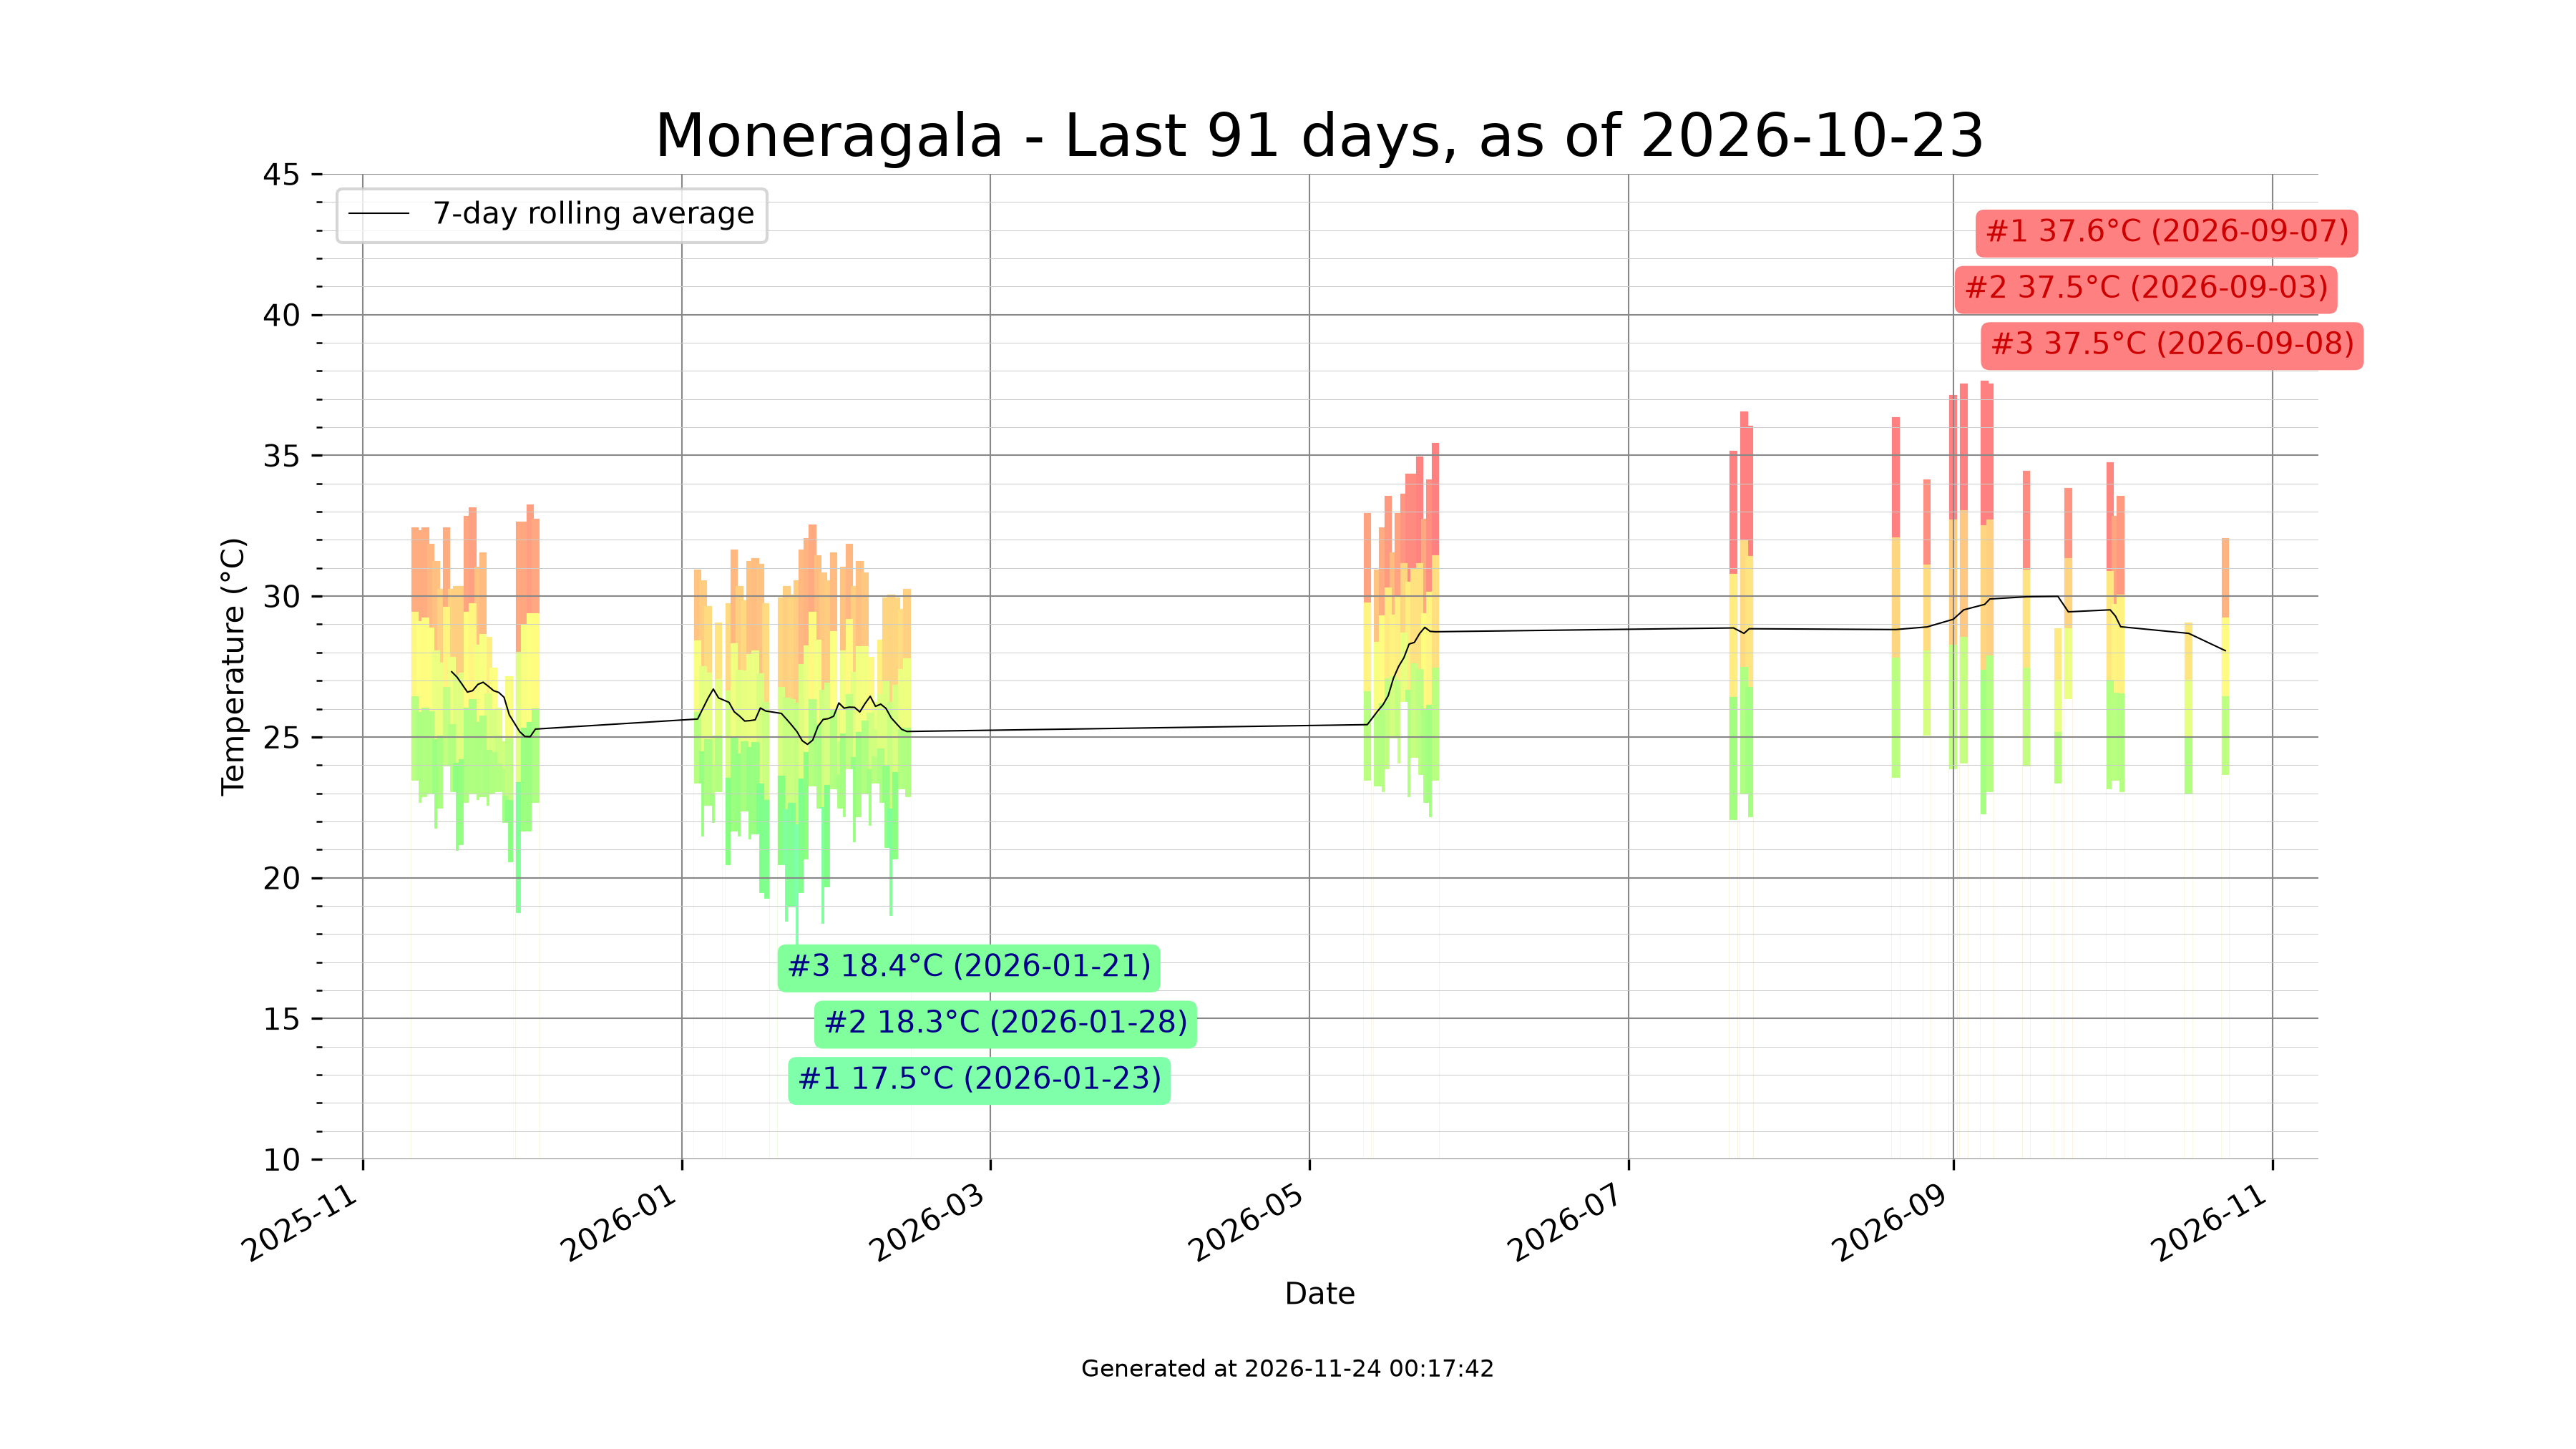 Moneragala - Last 91 days, as of 2026-10-23
45
40
35
30
25
20
15
10
Temperature (°C)
7-day rolling average
#1 37.6°C (2026-09-07)
#2 37.5°C (2026-09-03)
#3 37.5°C (2026-09-08)
#3 18.4°C (2026-01-21)
#2 18.3°C (2026-01-28)
#1 17.5°C (2026-01-23)
2025-11
2026-01
2026-03
2026-05
2026-07
2026-09
2026-11
Date
Generated at 2026-11-24 00:17:42